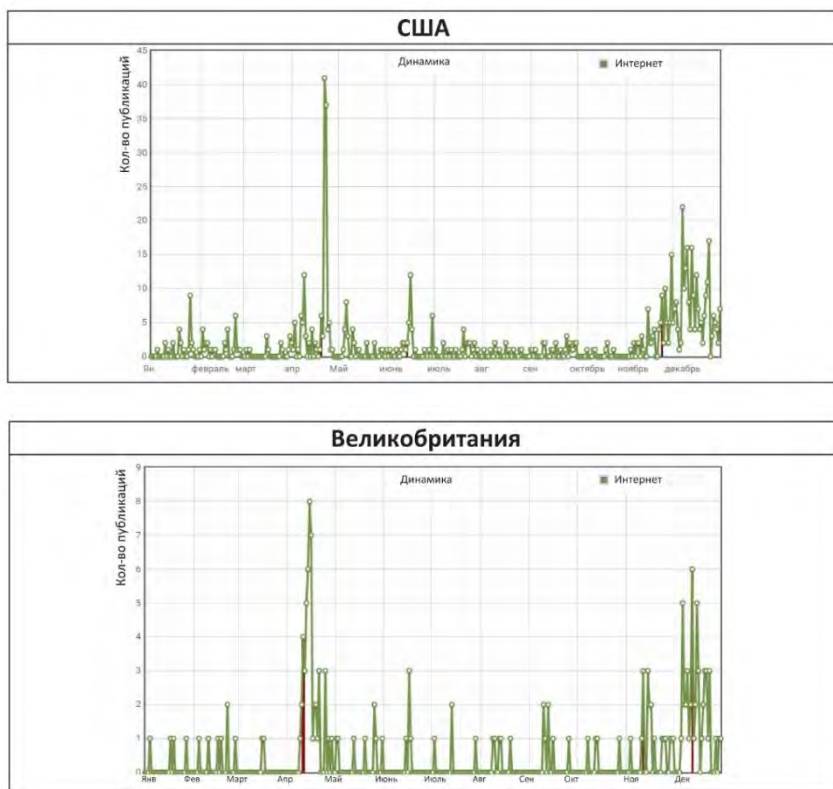 США
45
Динамика
Интернет
Кол-во публикаций
40
35
30
25
20
15
10
5
0
Ян февраль март апр Май июнь июль авг сен октябрь ноябрь декабрь
Великобритания
9
Динамика
Интернет
Кол-во публикаций
8
7
6
5
4
3
2
1
0
Янв Фев Март Апр Май Июнь Июль Авг Сен Окт Ноя Дек